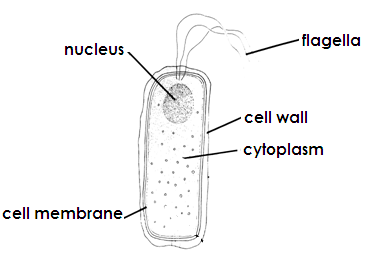 flagella
nucleus
cell wall
cytoplasm
cell membrane